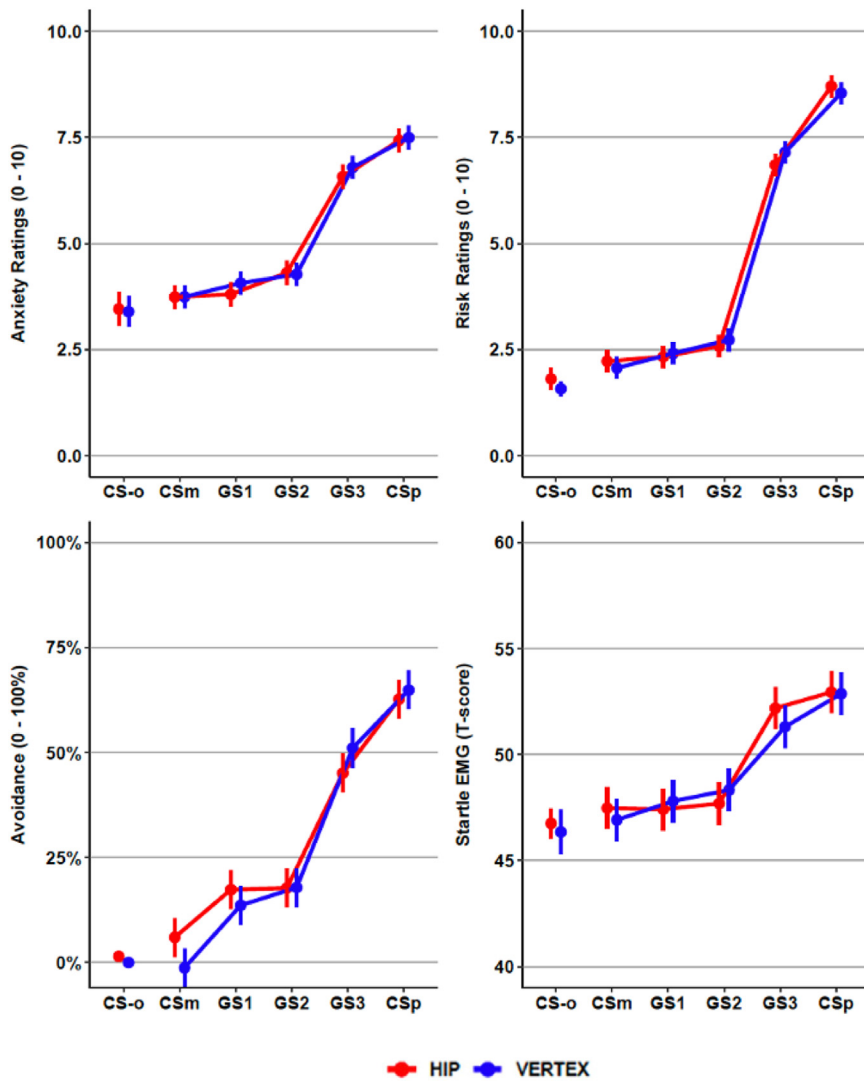 Anxiety Ratings (0 - 10)
10.0
7.5
5.0
2.5
0.0
CS-o CSm GS1 GS2 GS3 CSp
Risk Ratings (0 - 10)
10.0
7.5
5.0
2.5
0.0
CS-o CSm GS1 GS2 GS3 CSp
Avoidance (0 - 100%)
100%
75%
50%
25%
0%
CS-o CSm GS1 GS2 GS3 CSp
Startle EMG (T-score)
60
55
50
45
40
CS-o CSm GS1 GS2 GS3 CSp
HIP VERTEX